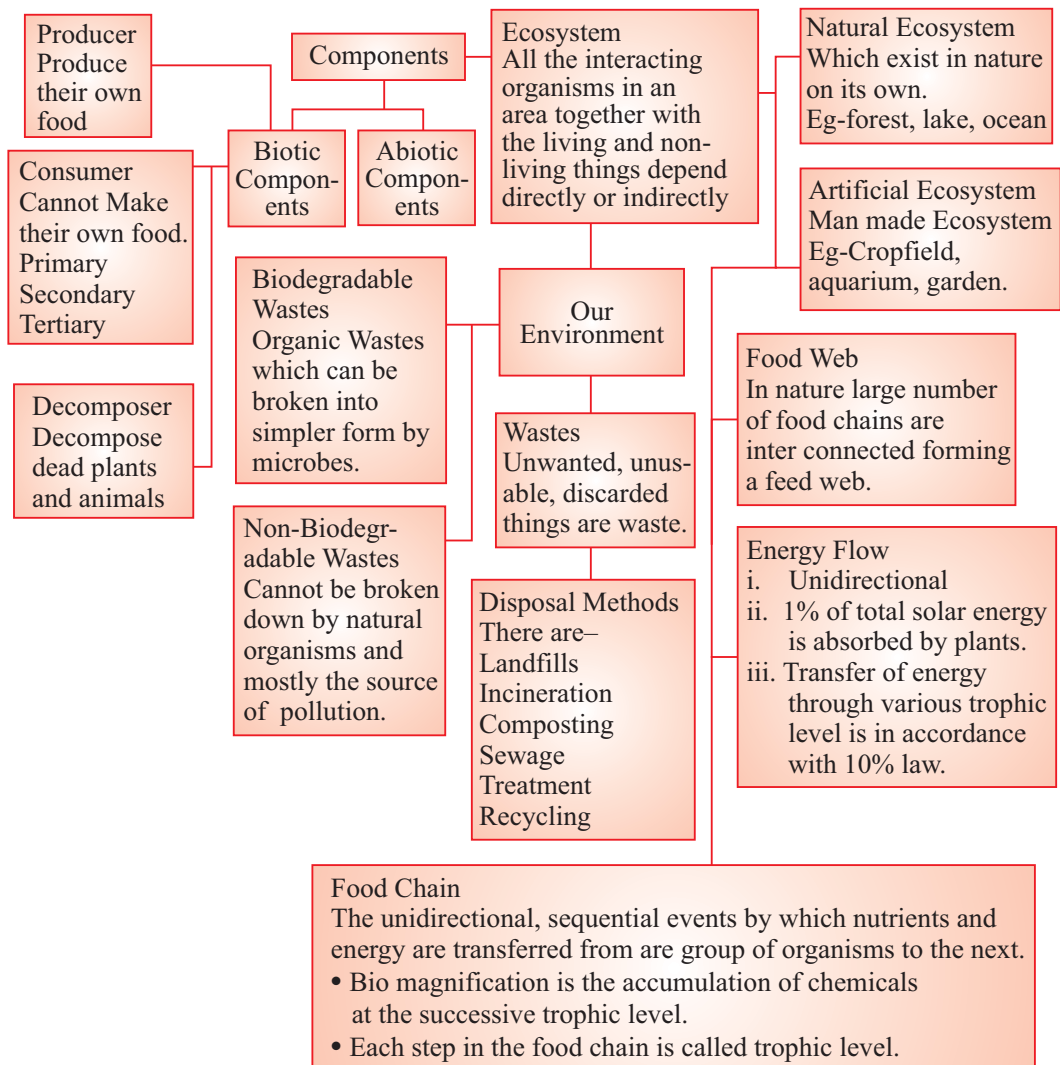 Producer
Produce
their own
food
Components
Ecosystem
All the interacting
organisms in an
area together with
the living and non-
living things depend
directly or indirectly
Natural Ecosystem
Which exist in nature
on its own.
Eg-forest, lake, ocean
Biotic
Compon-
ents
Abiotic
Compon-
ents
Consumer
Cannot Make
their own food.
Primary
Secondary
Tertiary
Artificial Ecosystem
Man made Ecosystem
Eg-Cropfield,
aquarium, garden.
Biodegradable
Wastes
Organic Wastes
which can be
broken into
simpler form by
microbes.
Our
Environment
Food Web
In nature large number
of food chains are
inter connected forming
a feed web.
Decomposer
Decompose
dead plants
and animals
Wastes
Unwanted, unus-
able, discarded
things are waste.
Non-Biodegr-
adable Wastes
Cannot be broken
down by natural
organisms and
mostly the source
of pollution.
Energy Flow
i. Unidirectional
ii. 1% of total solar energy
is absorbed by plants.
iii. Transfer of energy
through various trophic
level is in accordance
with 10% law.
Disposal Methods
There are–
Landfills
Incineration
Composting
Sewage
Treatment
Recycling
Food Chain
The unidirectional, sequential events by which nutrients and
energy are transferred from are group of organisms to the next.
• Bio magnification is the accumulation of chemicals
at the successive trophic level.
• Each step in the food chain is called trophic level.